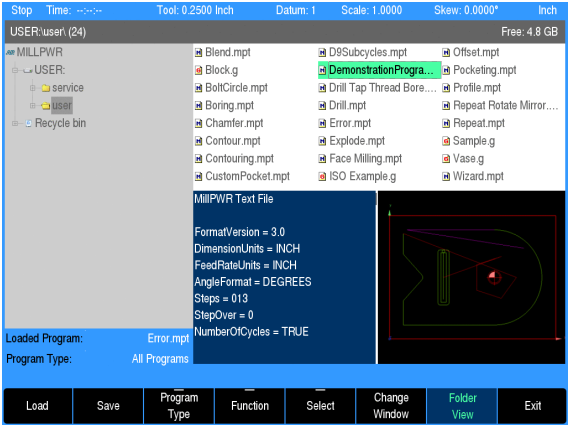 Stop Time: --:--:-- Tool: 0.2500 Inch Datum: 1 Scale: 1.0000 Skew: 0.0000° Inch
USER:\user\ (24) Free: 4.8 GB
MILLPWR
USER:
service
user
Recycle bin
Blend.mpt D9Subcycles.mpt Offset.mpt
Block.g DemonstrationProgra... Pocketing.mpt
BoltCircle.mpt Drill Tap Thread Bore.... Profile.mpt
Boring.mpt Drill.mpt Repeat Rotate Mirror....
Chamfer.mpt Error.mpt Repeat.mpt
Contour.mpt Explode.mpt Sample.g
Contouring.mpt Face Milling.mpt Vase.g
CustomPocket.mpt ISO Example.g Wizard.mpt
MillPWR Text File
FormatVersion = 3.0
DimensionUnits = INCH
FeedRateUnits = INCH
AngleFormat = DEGREES
Steps = 013
StepOver = 0
NumberOfCycles = TRUE
Loaded Program: Error.mpt
Program Type: All Programs
Load Save Program Type Function Select Change Window Folder View Exit